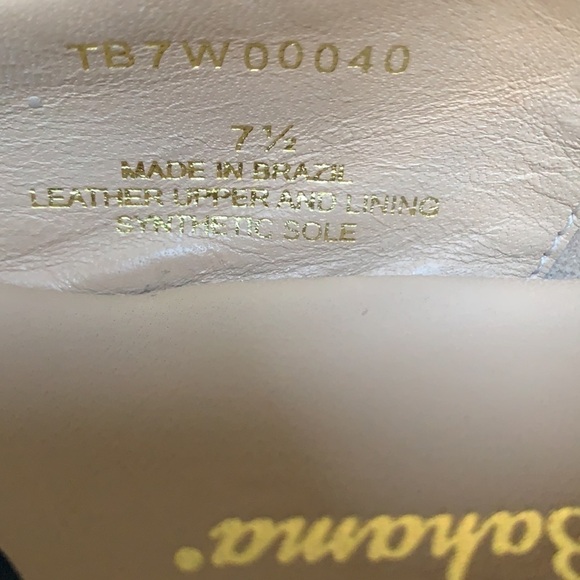 TB7W00040
7½
MADE IN BRAZIL
LEATHER UPPER AND LINING
SYNTHETIC SOLE
Bahama®